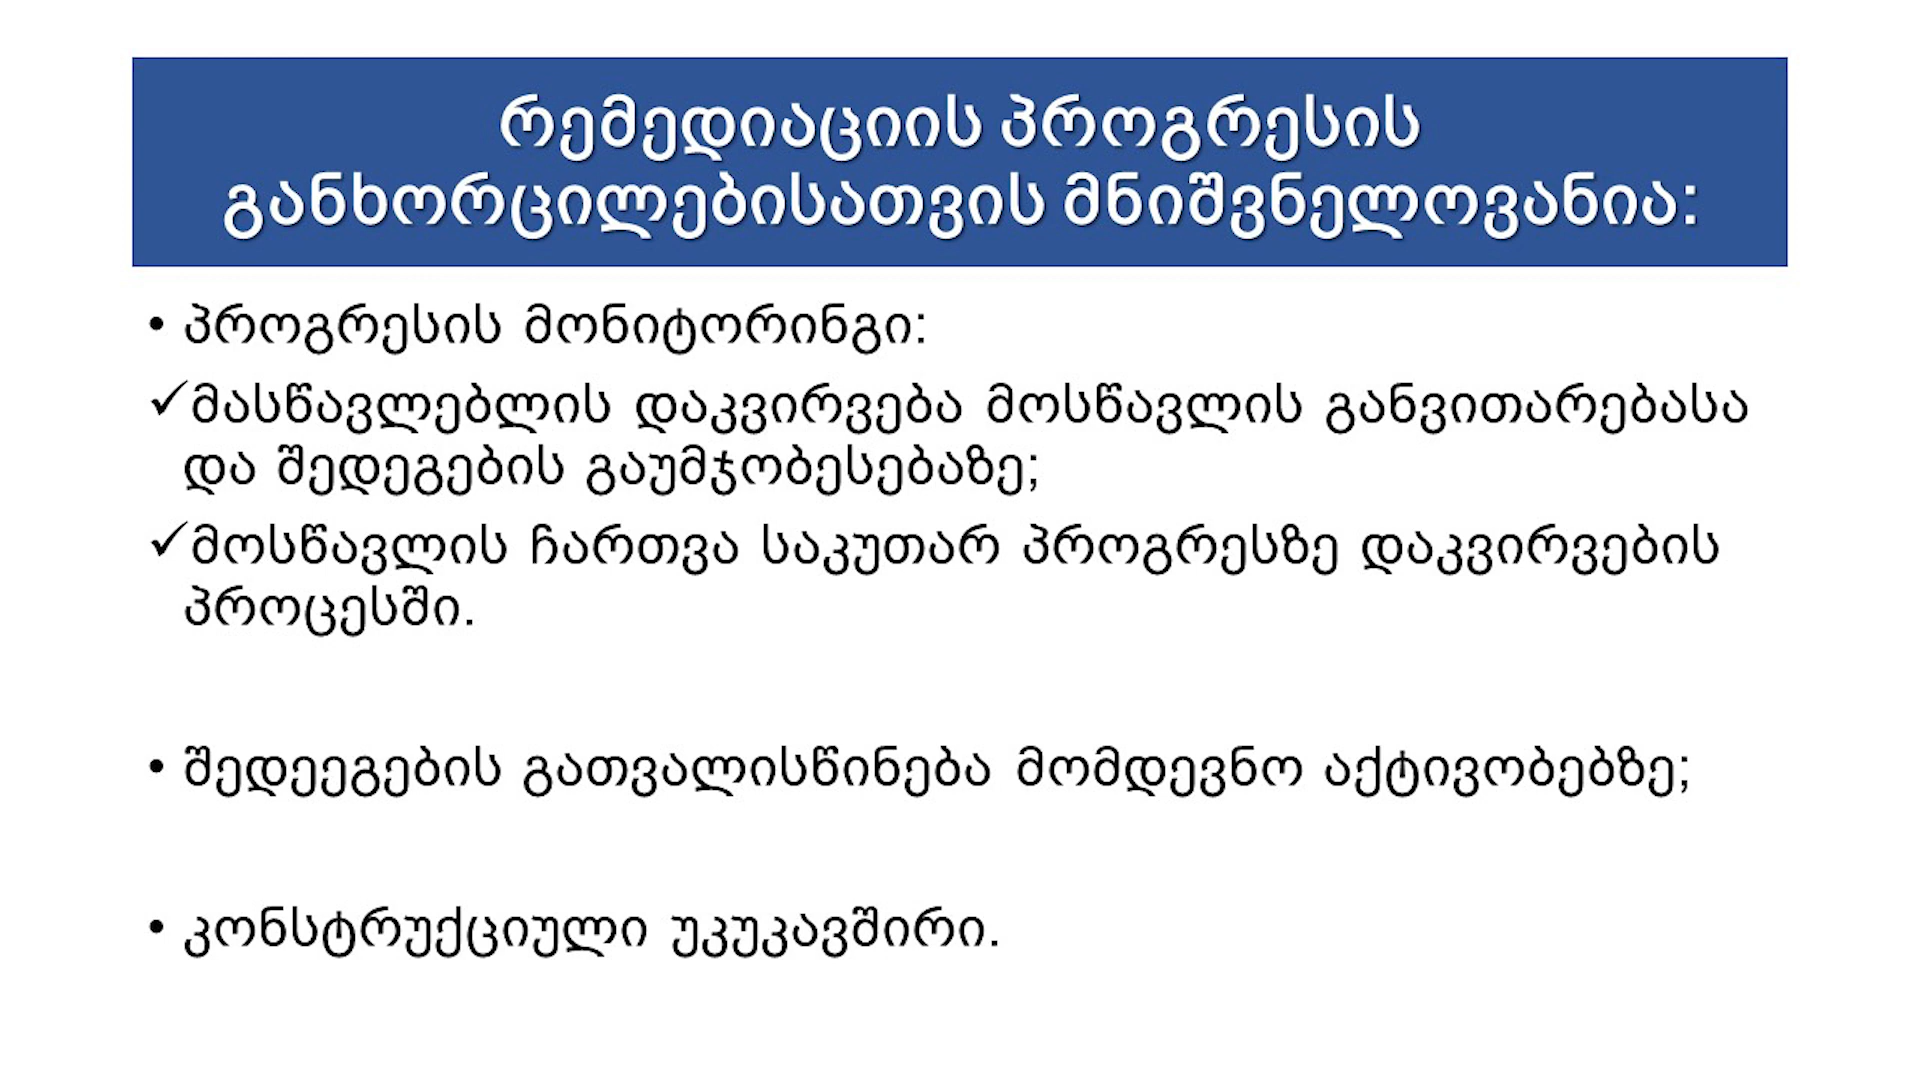 რემედიაციის პროგრესის
განხორცილებისათვის მნიშვნელოვანია:
• პროგრესის მონიტორინგი:
✓მასწავლებლის დაკვირვება მოსწავლის განვითარებასა
და შედეგების გაუმჯობესებაზე;
✓მოსწავლის ჩართვა საკუთარ პროგრესზე დაკვირვების
პროცესში.
• შედეეგების გათვალისწინება მომდევნო აქტივობებზე;
• კონსტრუქციული უკუკავშირი.